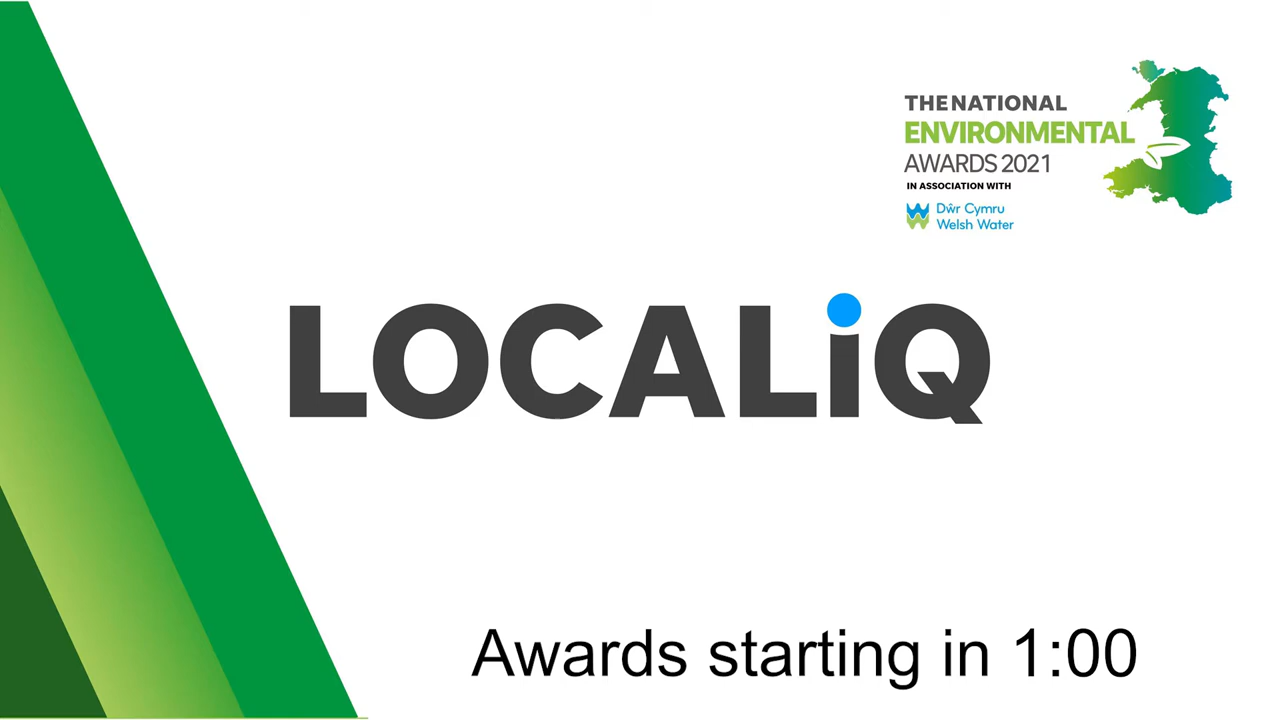 THE NATIONAL
ENVIRONMENTAL
AWARDS 2021
IN ASSOCIATION WITH
Dŵr Cymru
Welsh Water
LOCALiQ
Awards starting in 1:00